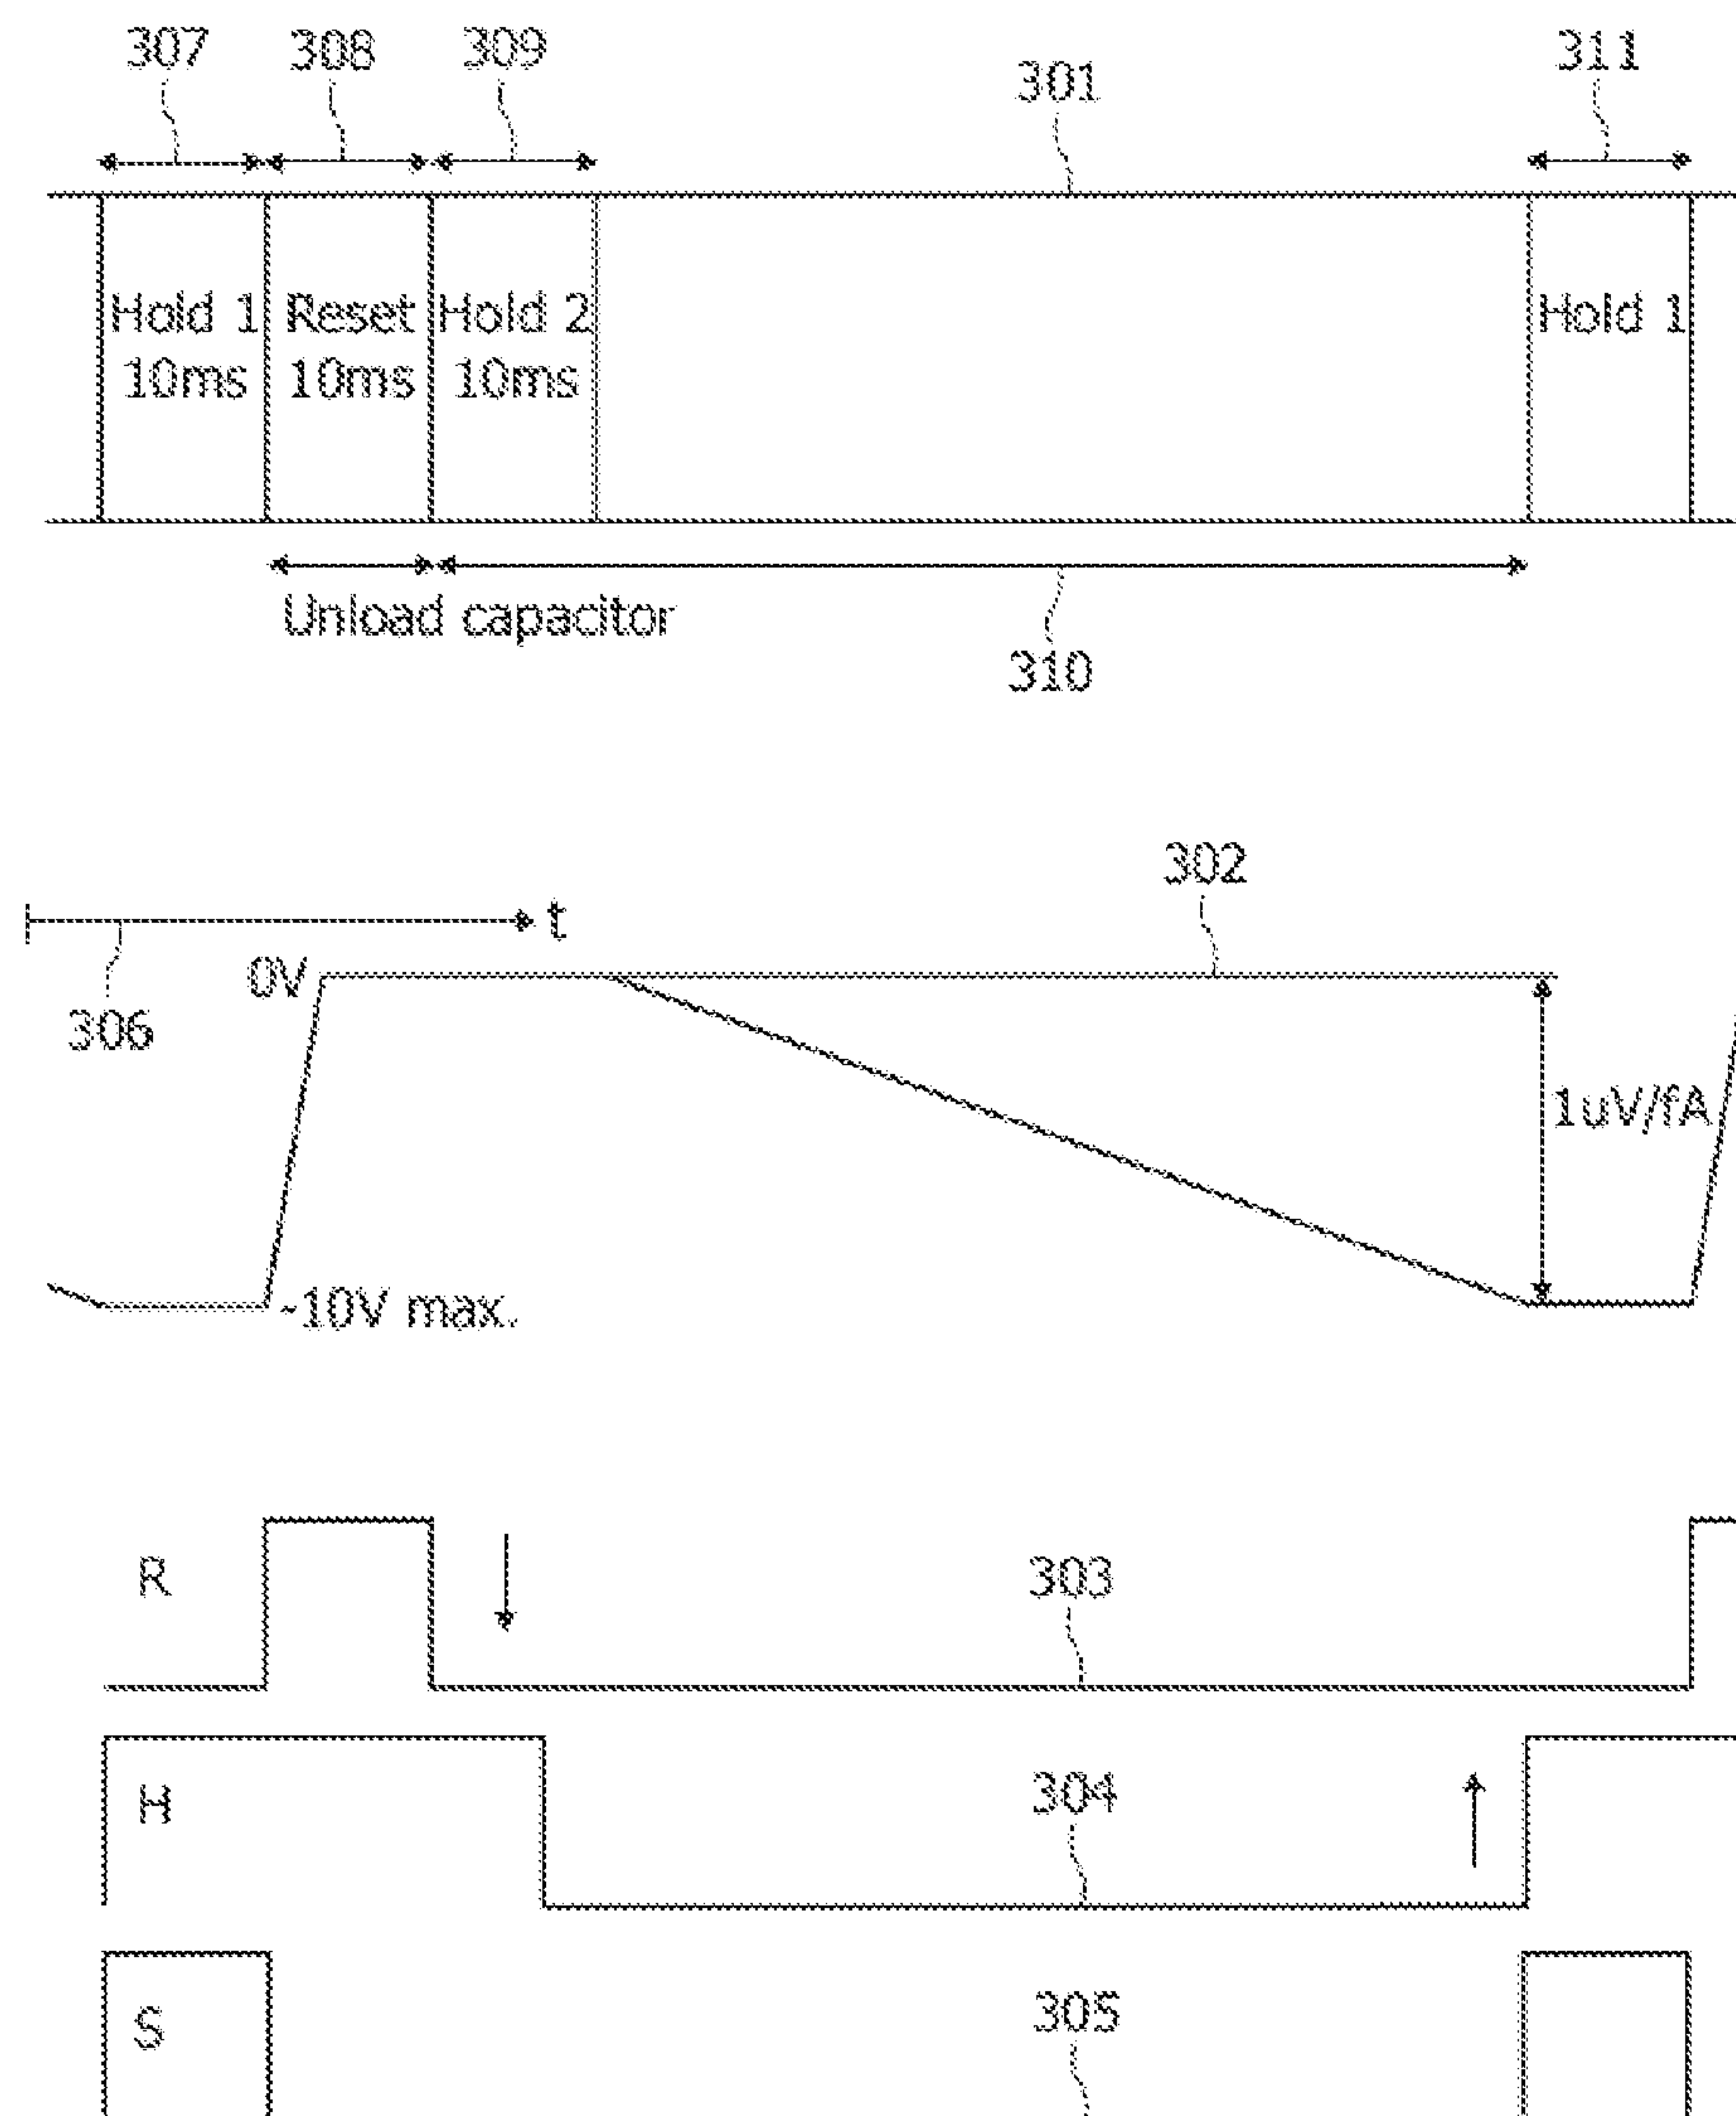 307
308
309
301
311
Hold 1
10ms
Reset
10ms
Hold 2
10ms
Hold 1
Unload capacitor
310
302
t
306
0V
1uV/fA
-10V max.
R
303
H
304
S
305